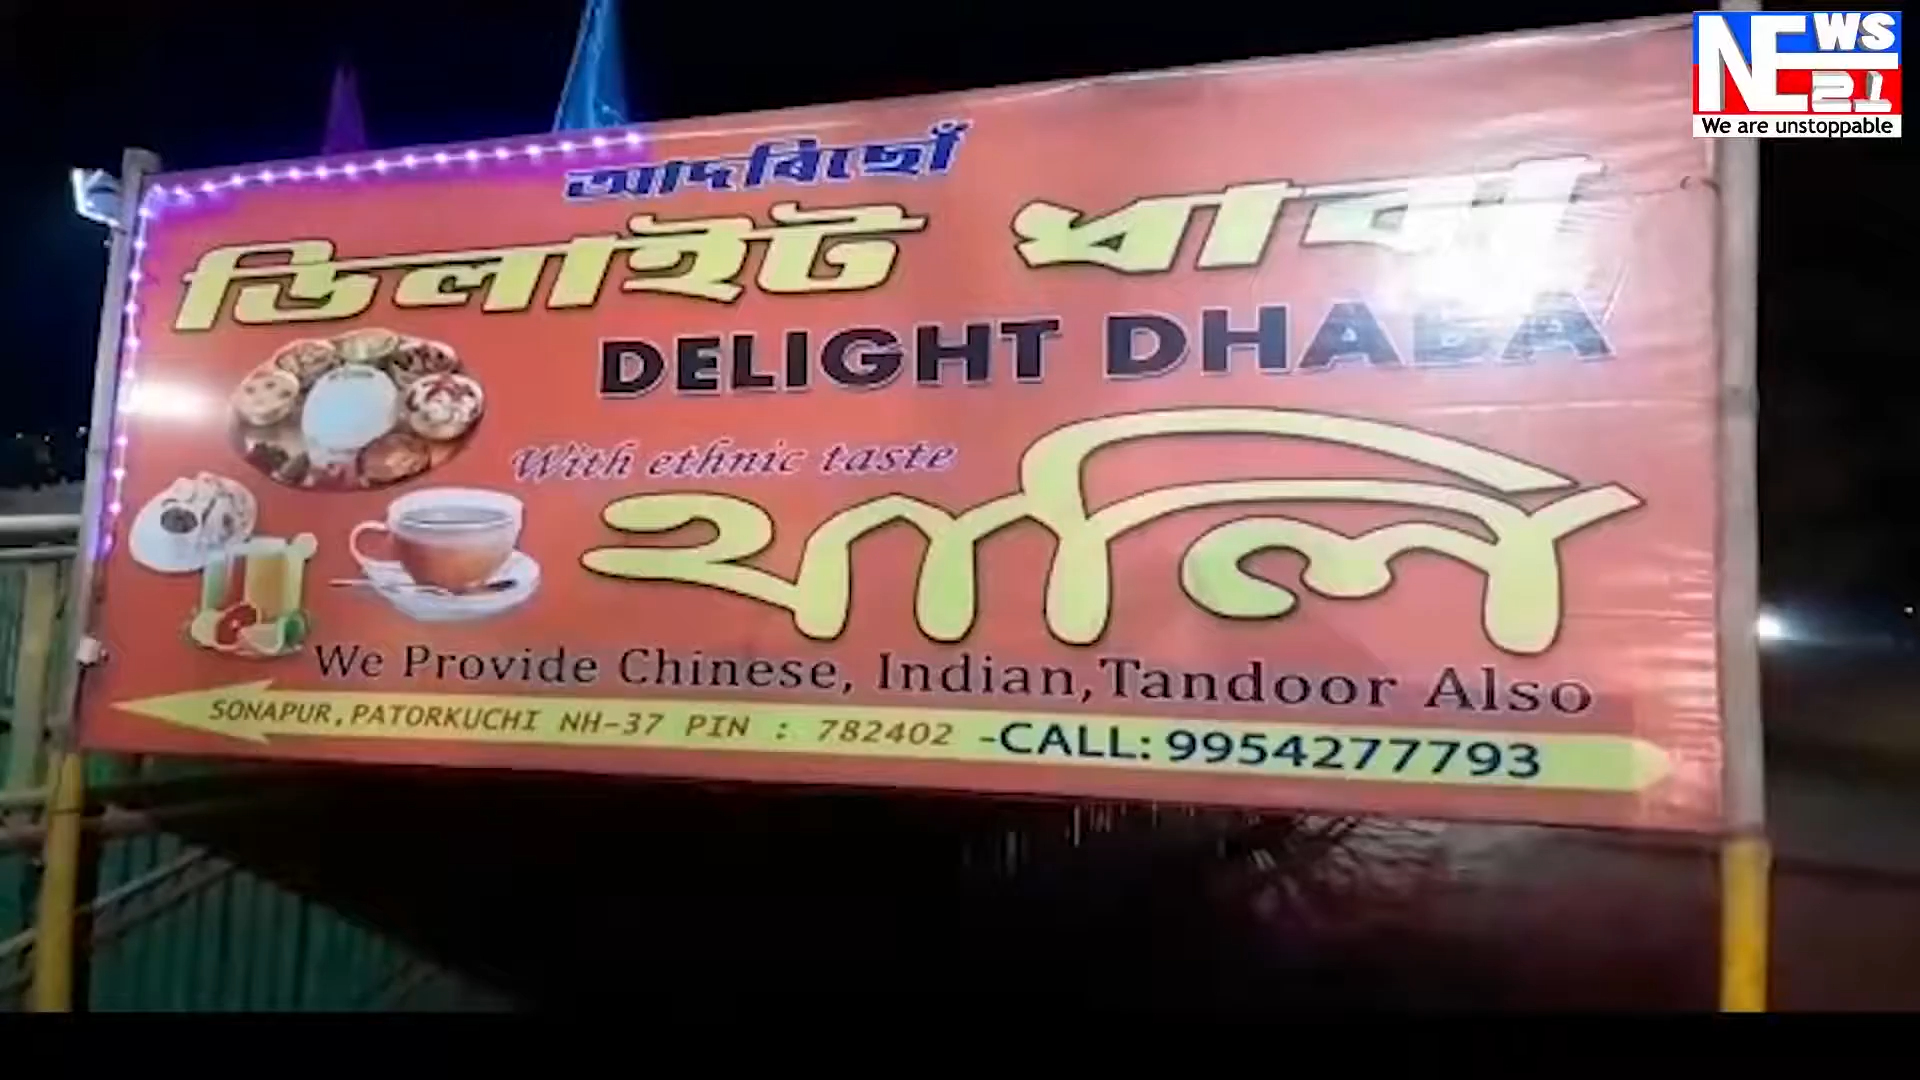 NEWS 21
We are unstoppable
আদৰিছোঁ
ডিলাইট ধাবা
DELIGHT DHABA
With ethnic taste
থালি
We Provide Chinese, Indian,Tandoor Also
SONAPUR,PATORKUCHI NH-37 PIN : 782402 -CALL: 9954277793